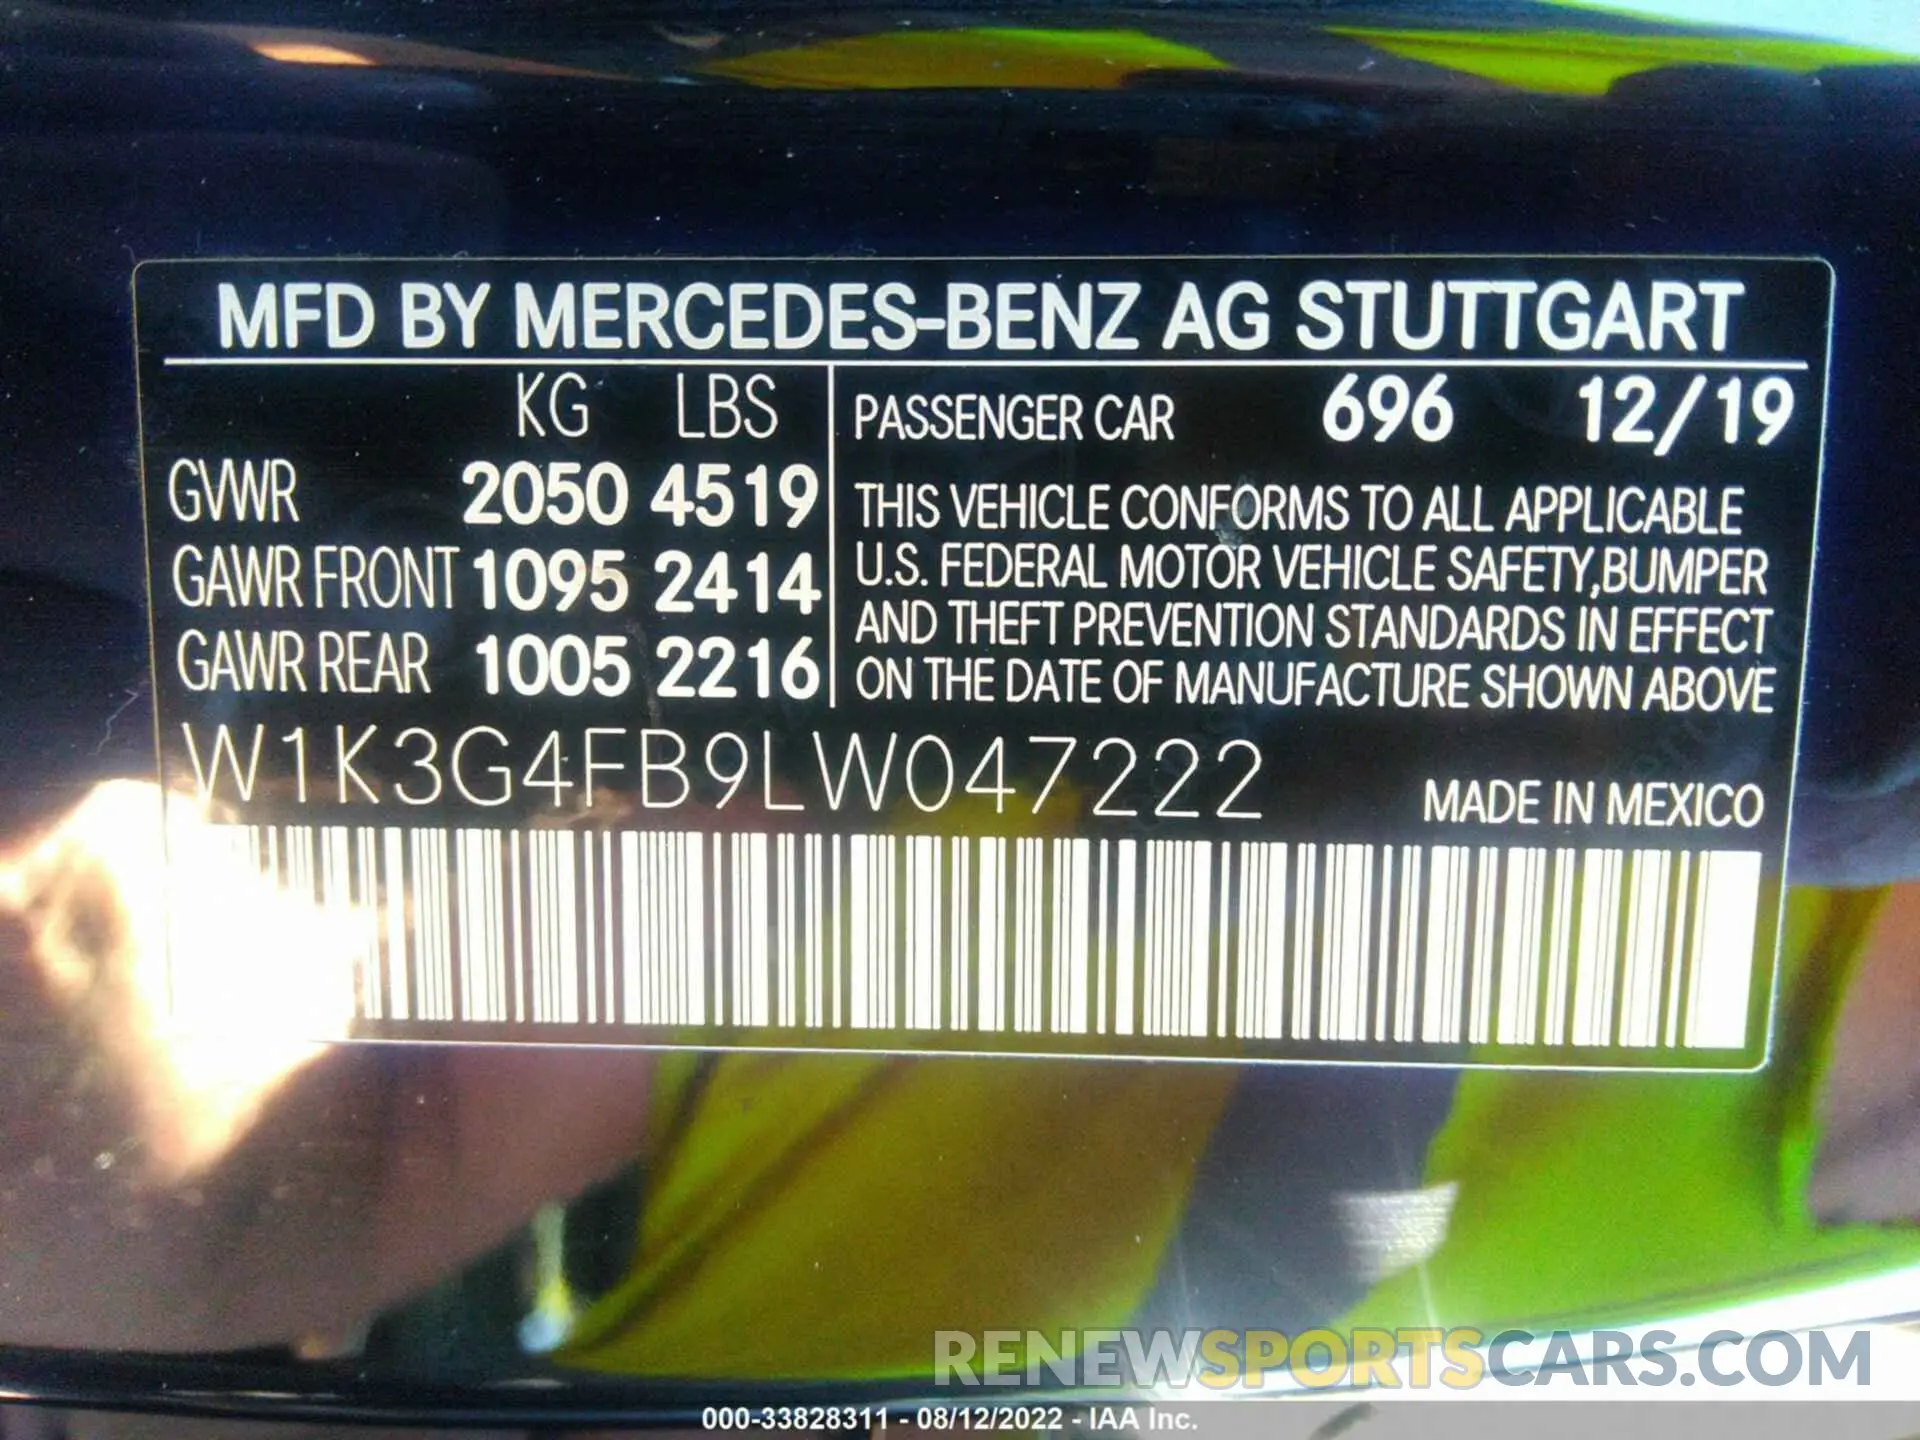 MFD BY MERCEDES-BENZ AG STUTTGART
KG LBS
GVWR 2050 4519
GAWR FRONT 1095 2414
GAWR REAR 1005 2216
PASSENGER CAR 696 12/19
THIS VEHICLE CONFORMS TO ALL APPLICABLE
U.S. FEDERAL MOTOR VEHICLE SAFETY,BUMPER
AND THEFT PREVENTION STANDARDS IN EFFECT
ON THE DATE OF MANUFACTURE SHOWN ABOVE
W1K3G4FB9LW047222
MADE IN MEXICO
RENEWSPORTSCARS.COM
000-33828311 - 08/12/2022 - IAA Inc.